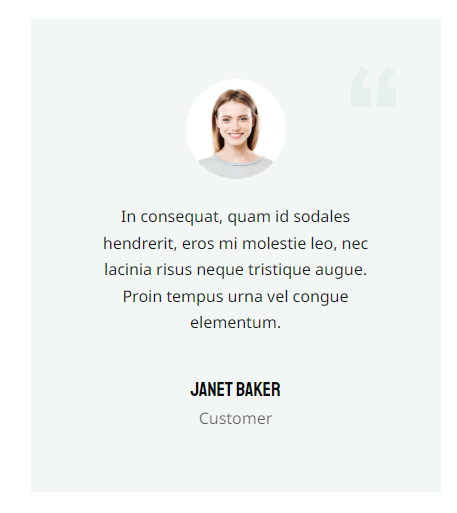 “
In consequat, quam id sodales
hendrerit, eros mi molestie leo, nec
lacinia risus neque tristique augue.
Proin tempus urna vel congue
elementum.
JANET BAKER
Customer